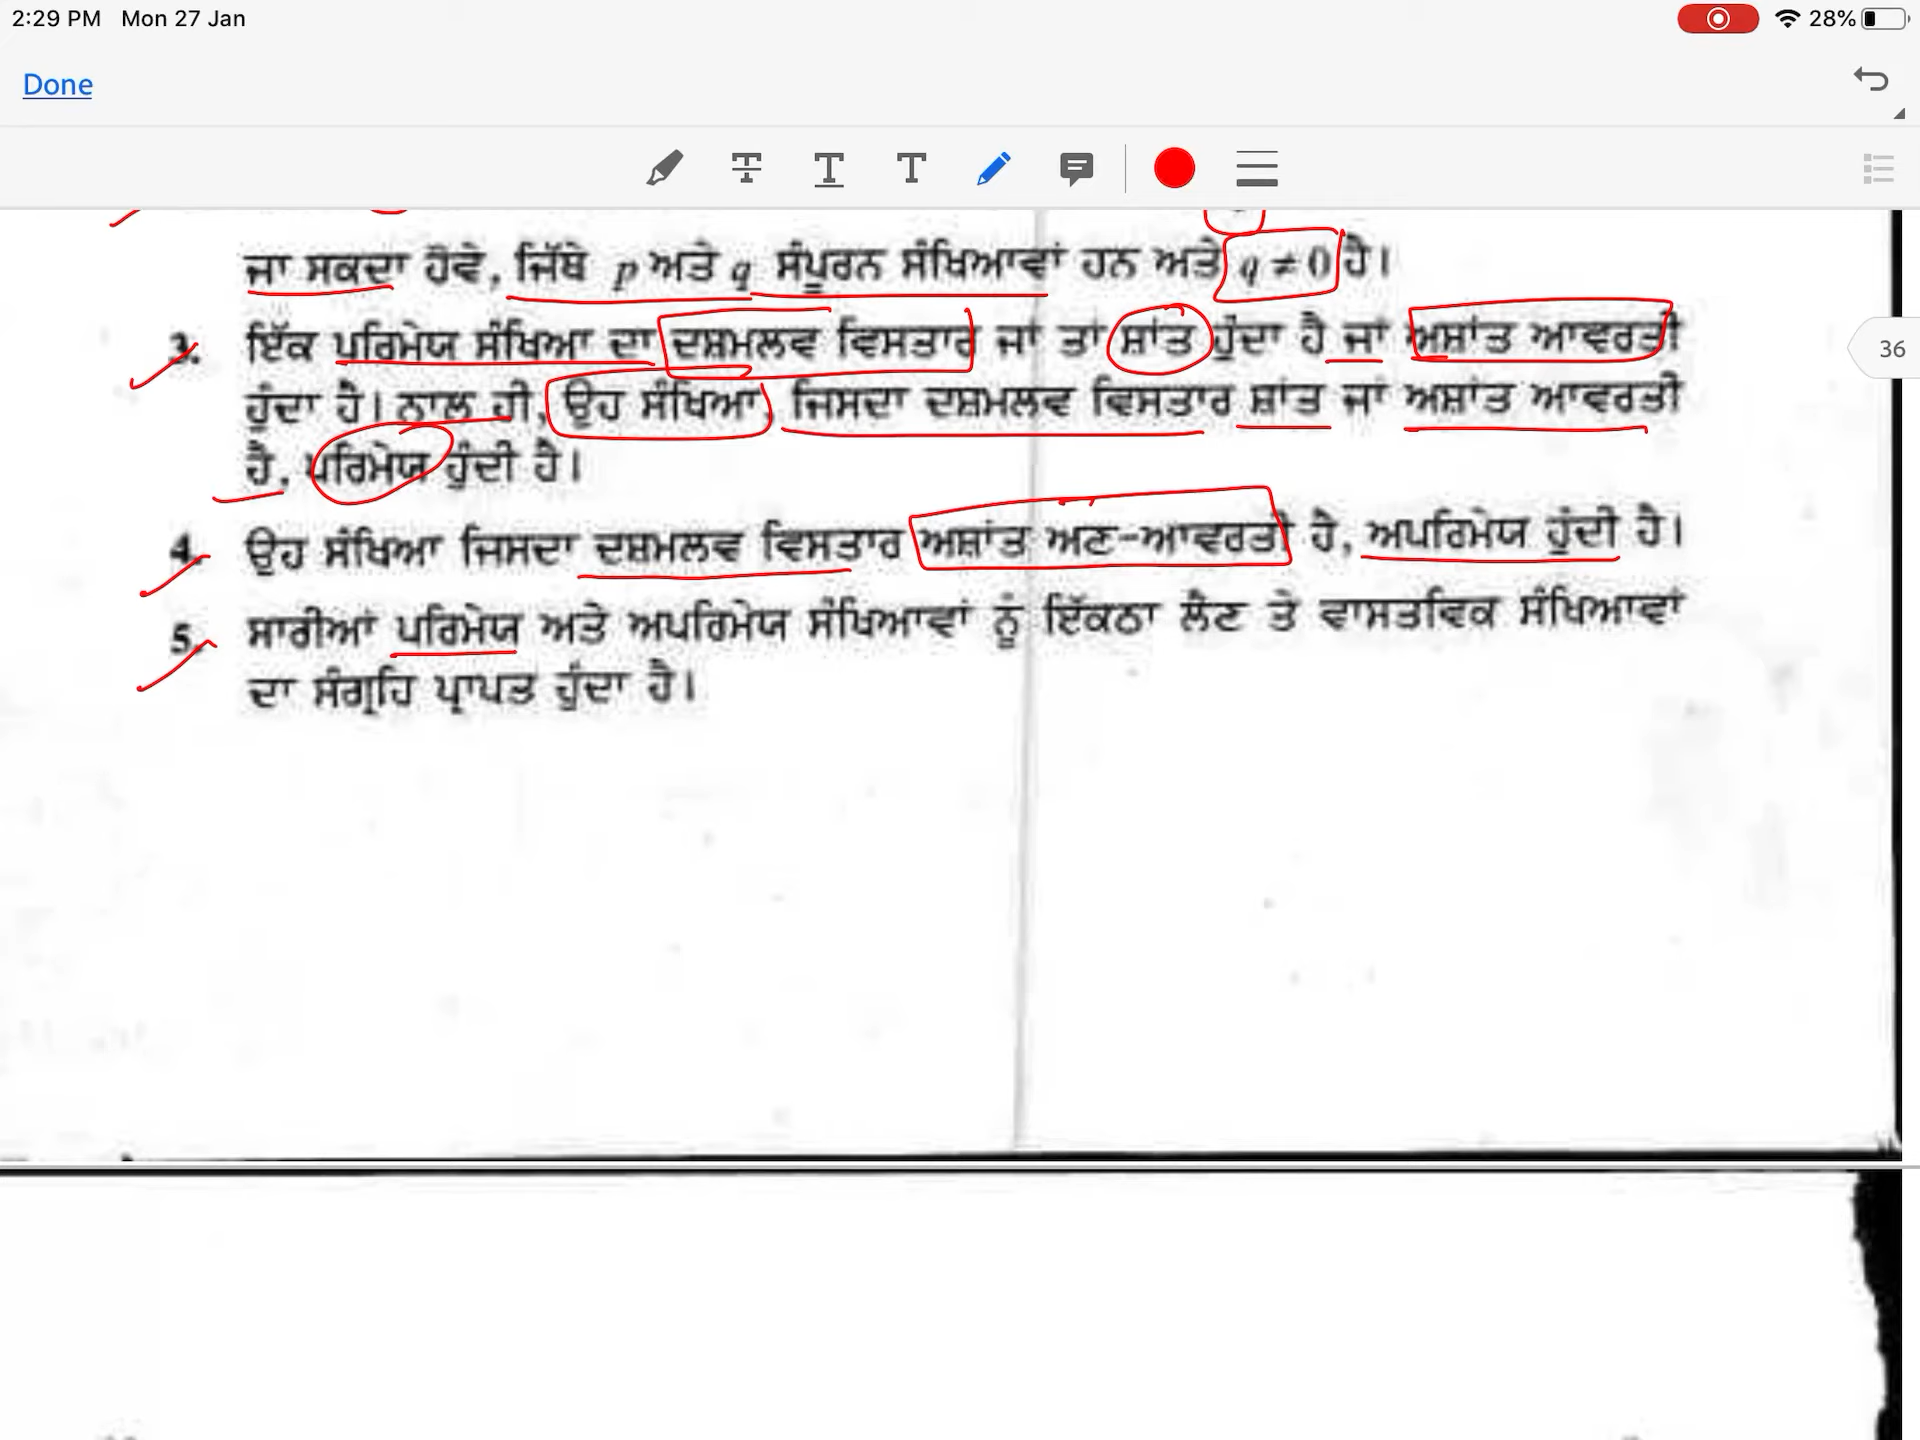 2:29 PM Mon 27 Jan
28%
Done
ਜਾ ਸਕਦਾ ਹੋਵੇ, ਜਿੱਥੇ p ਅਤੇ q ਸੰਪੂਰਨ ਸੰਖਿਆਵਾਂ ਹਨ ਅਤੇ q ≠ 0 ਹੈ।
3. ਇੱਕ ਪਰਿਮੇਯ ਸੰਖਿਆ ਦਾ ਦਸ਼ਮਲਵ ਵਿਸਤਾਰ ਜਾਂ ਤਾਂ ਸ਼ਾਂਤ ਹੁੰਦਾ ਹੈ ਜਾਂ ਅਸ਼ਾਂਤ ਆਵਰਤੀ
36
ਹੁੰਦਾ ਹੈ। ਨਾਲ ਹੀ, ਉਹ ਸੰਖਿਆ, ਜਿਸਦਾ ਦਸ਼ਮਲਵ ਵਿਸਤਾਰ ਸ਼ਾਂਤ ਜਾਂ ਅਸ਼ਾਂਤ ਆਵਰਤੀ
ਹੈ, ਪਰਿਮੇਯ ਹੁੰਦੀ ਹੈ।
4. ਉਹ ਸੰਖਿਆ ਜਿਸਦਾ ਦਸ਼ਮਲਵ ਵਿਸਤਾਰ ਅਸ਼ਾਂਤ ਅਣ-ਆਵਰਤੀ ਹੈ, ਅਪਰਿਮੇਯ ਹੁੰਦੀ ਹੈ।
5. ਸਾਰੀਆਂ ਪਰਿਮੇਯ ਅਤੇ ਅਪਰਿਮੇਯ ਸੰਖਿਆਵਾਂ ਨੂੰ ਇੱਕਠਾ ਲੈਣ ਤੇ ਵਾਸਤਵਿਕ ਸੰਖਿਆਵਾਂ
ਦਾ ਸੰਗ੍ਰਹਿ ਪ੍ਰਾਪਤ ਹੁੰਦਾ ਹੈ।